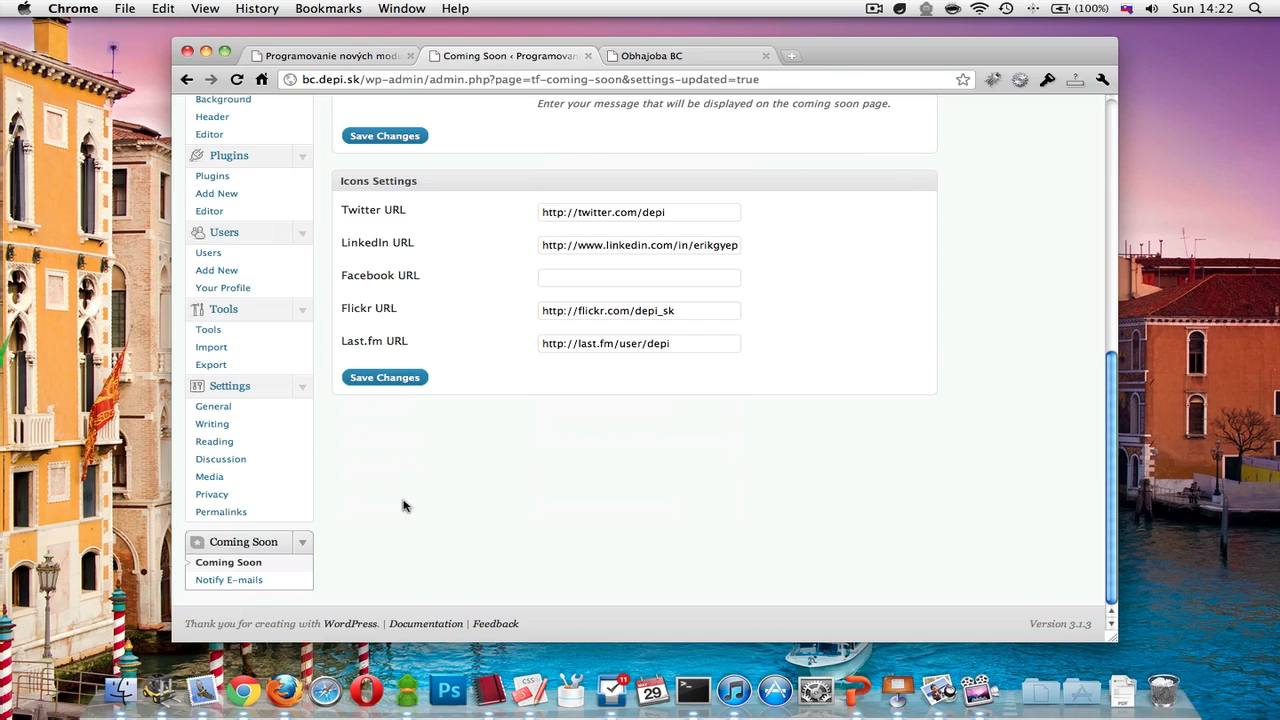 Chrome File Edit View History Bookmarks Window Help (100%) Sun 14:22
Programovanie nových mod Coming Soon ‹ Programovan Obhajoba BC
bc.depi.sk/wp-admin/admin.php?page=tf-coming-soon&settings-updated=true
Background
Enter your message that will be displayed on the coming soon page.
Header
Editor
Save Changes
Plugins
Plugins
Add New
Editor
Users
Users
Add New
Your Profile
Tools
Tools
Import
Export
Settings
General
Writing
Reading
Discussion
Media
Privacy
Permalinks
Coming Soon
Coming Soon
Notify E-mails
Icons Settings
Twitter URL http://twitter.com/depi
LinkedIn URL http://www.linkedin.com/in/erikgyep
Facebook URL
Flickr URL http://flickr.com/depi_sk
Last.fm URL http://last.fm/user/depi
Save Changes
Thank you for creating with WordPress. | Documentation | Feedback Version 3.1.3
Ps
CSS
11
29
PDF